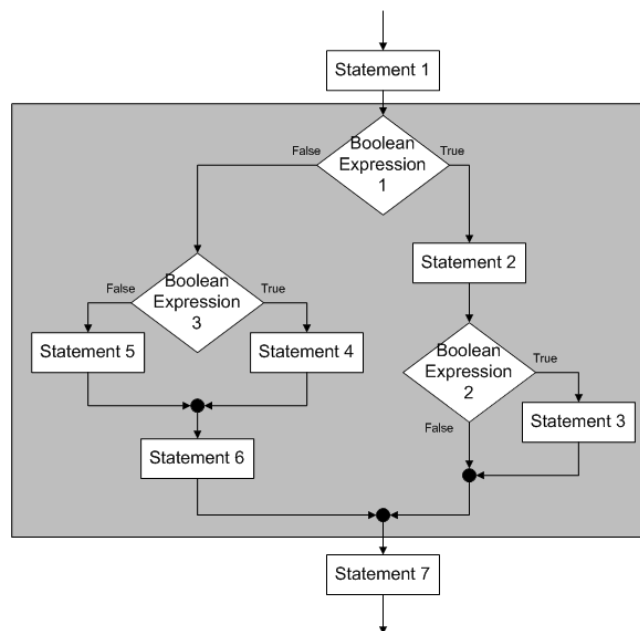 Statement 1
Boolean
Expression
1
False
True
Statement 2
Boolean
Expression
3
False
True
Statement 5
Statement 4
Boolean
Expression
2
True
False
Statement 3
Statement 6
Statement 7